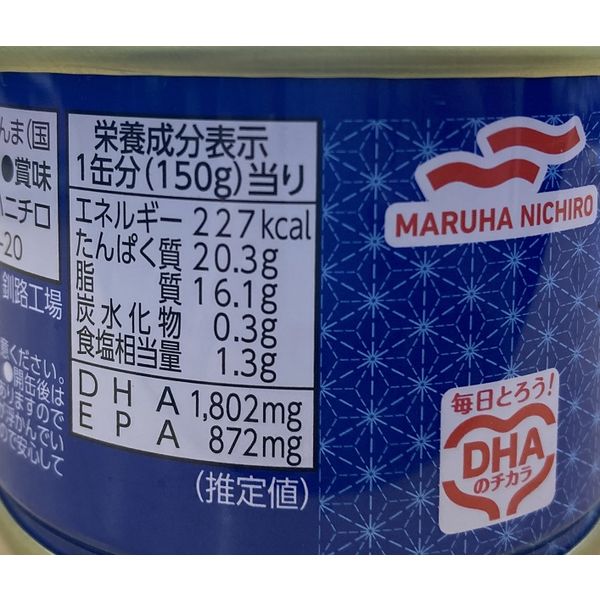 んま(国
●賞味
ハニチロ
-20
釧路工場
意ください。
●開缶後は
ありますので
浮かんでい
ので安心して
栄養成分表示
1缶分(150g)当り
エネルギー 227kcal
たんぱく質 20.3g
脂質 16.1g
炭水化物 0.3g
食塩相当量 1.3g
DHA 1,802mg
EPA 872mg
(推定値)
MARUHA NICHIRO
毎日とろう!
DHA
のチカラ